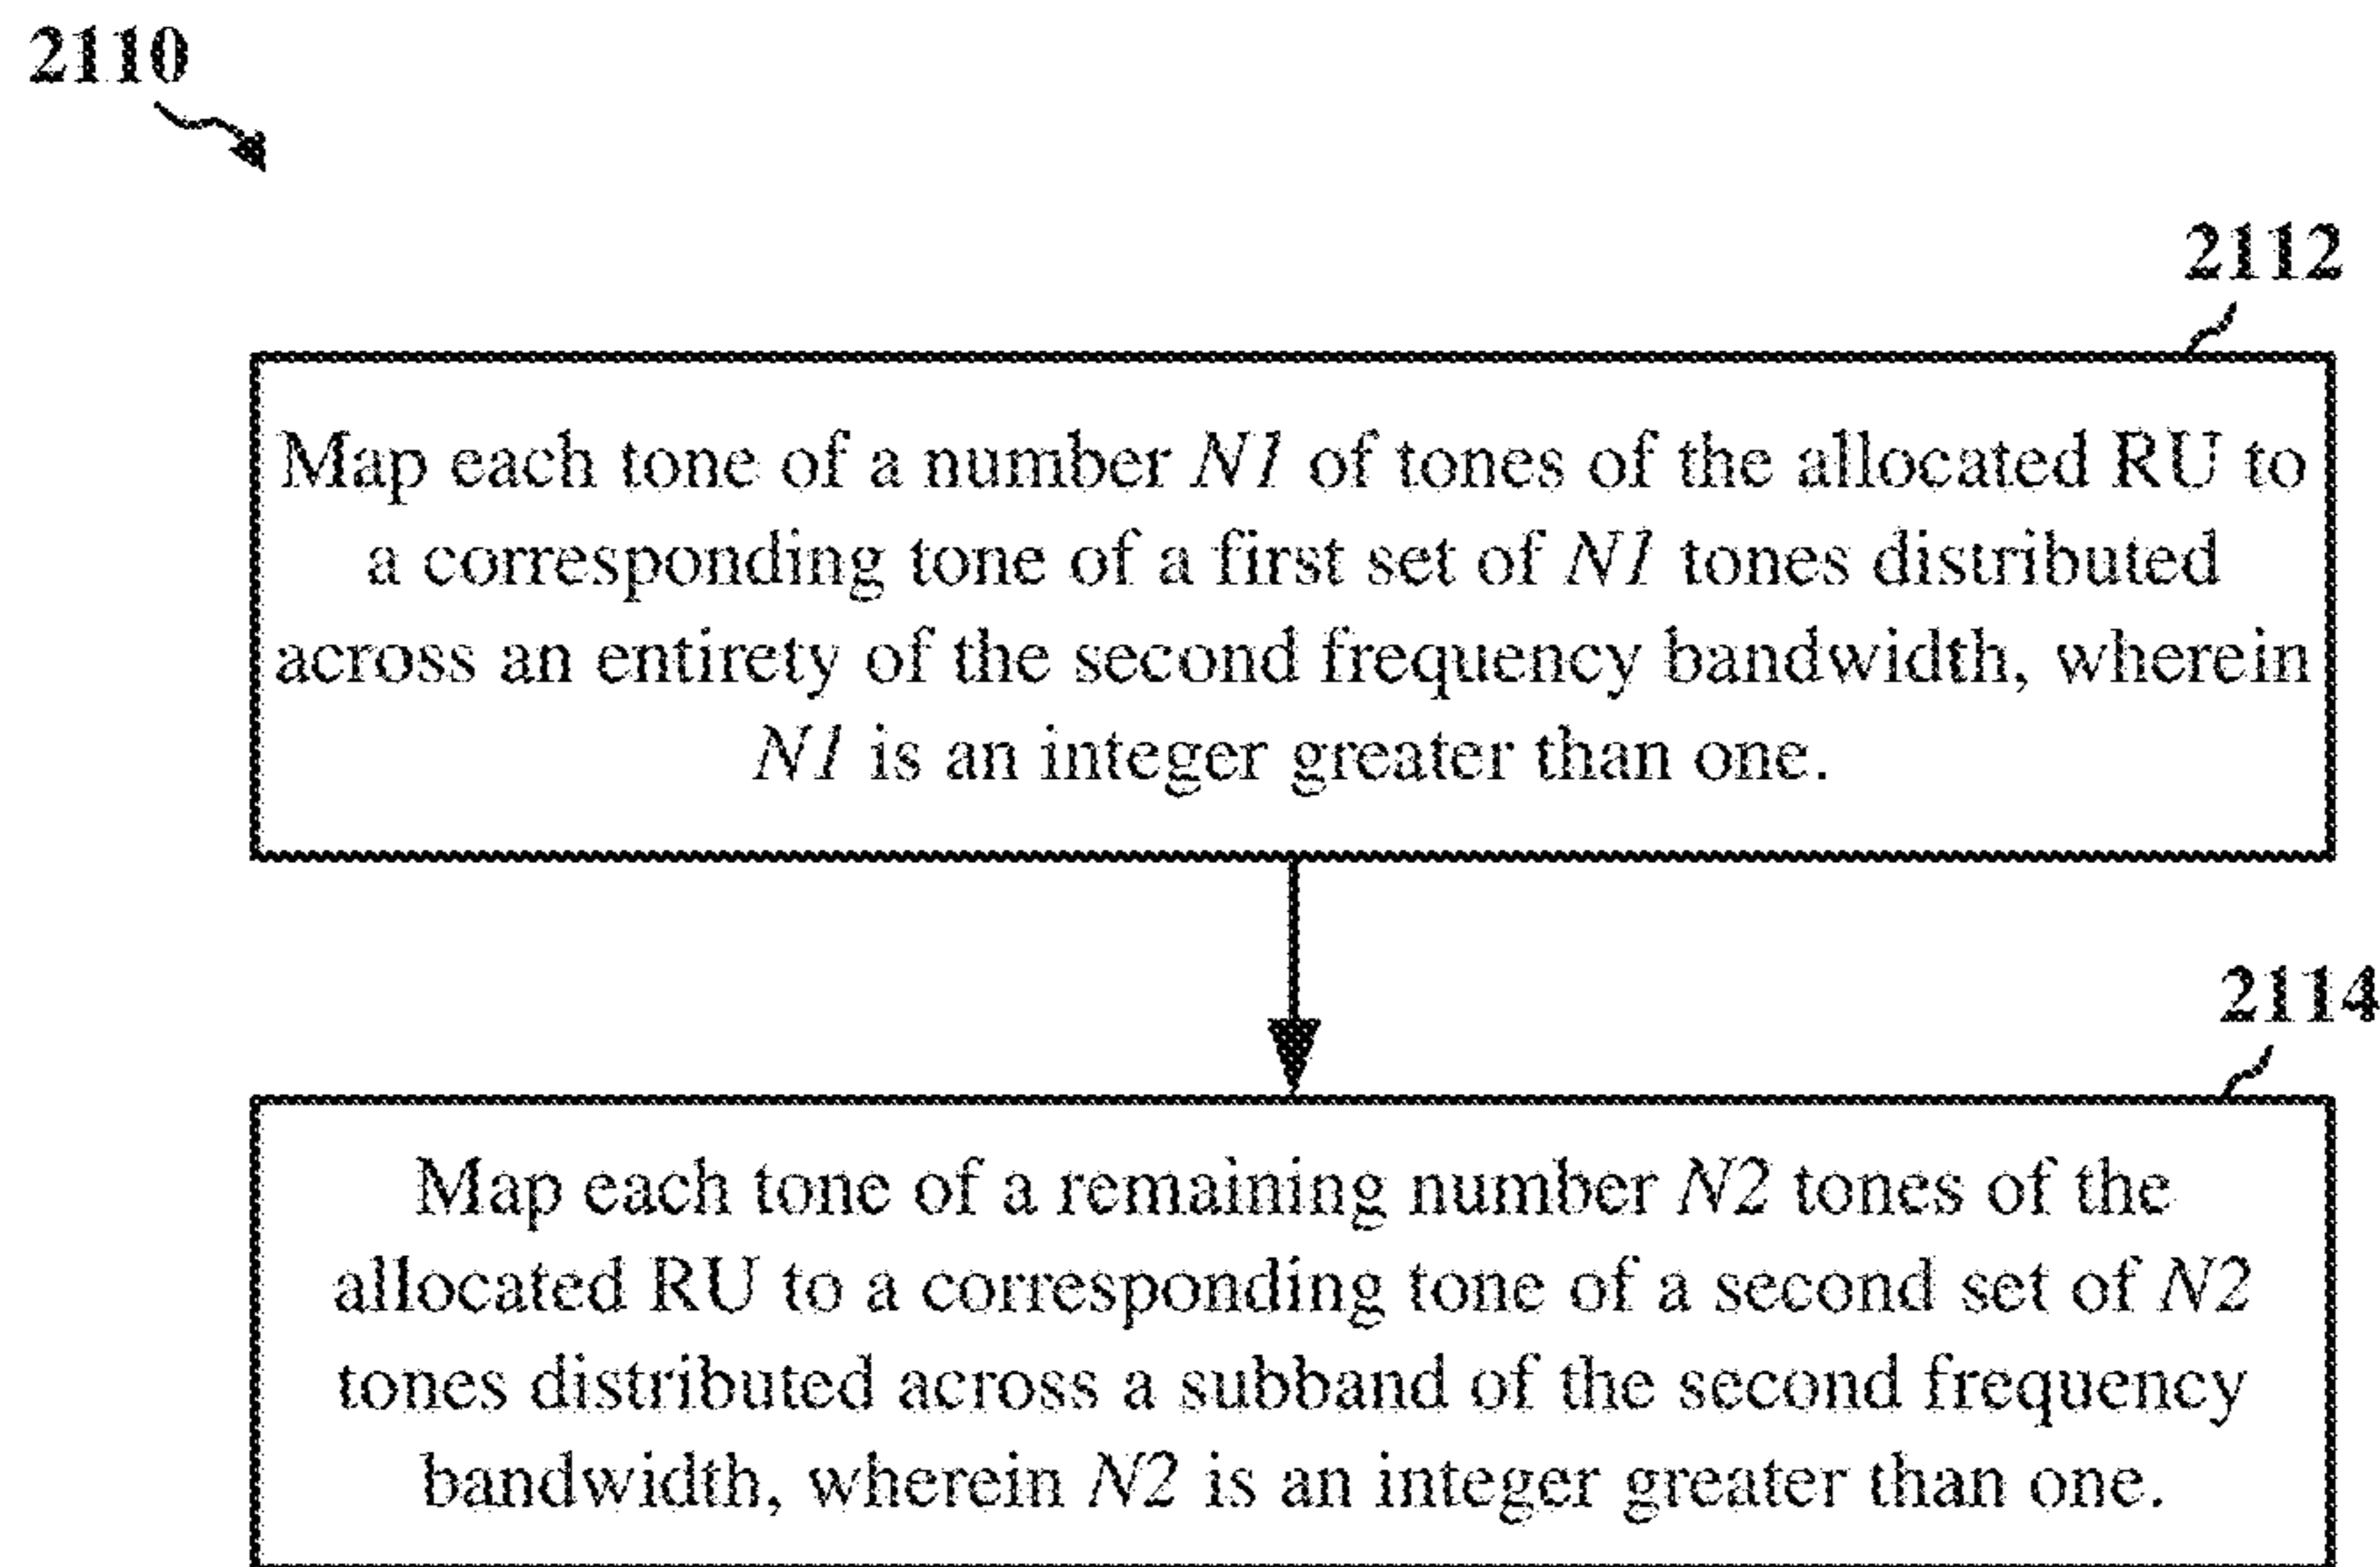 2110
2112
Map each tone of a number N1 of tones of the allocated RU to
a corresponding tone of a first set of N1 tones distributed
across an entirety of the second frequency bandwidth, wherein
N1 is an integer greater than one.
2114
Map each tone of a remaining number N2 tones of the
allocated RU to a corresponding tone of a second set of N2
tones distributed across a subband of the second frequency
bandwidth, wherein N2 is an integer greater than one.